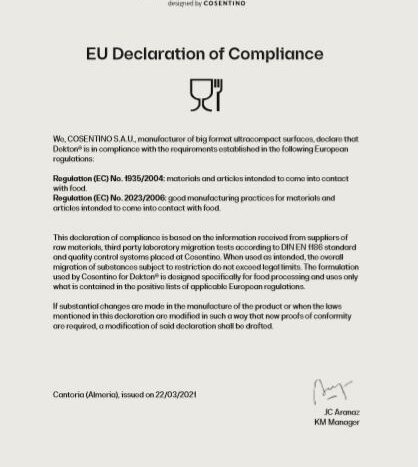 designed by COSENTINO
EU Declaration of Compliance
We, COSENTINO S.A.U., manufacturer of big format ultracompact surfaces, declare that
Dekton® is in compliance with the requirements established in the following European
regulations:
Regulation (EC) No. 1935/2004: materials and articles intended to come into contact
with food.
Regulation (EC) No. 2023/2006: good manufacturing practices for materials and
articles intended to come into contact with food.
This declaration of compliance is based on the information received from suppliers of
raw materials, third party laboratory migration tests according to DIN EN 1186 standard
and quality control systems placed at Cosentino. When used as intended, the overall
migration of substances subject to restriction do not exceed legal limits. The formulation
used by Cosentino for Dekton® is designed specifically for food processing and uses only
what is contained in the positive lists of applicable European regulations.
If substantial changes are made in the manufacture of the product or when the laws
mentioned in this declaration are modified in such a way that new proofs of conformity
are required, a modification of said declaration shall be drafted.
Cantoria (Almería), issued on 22/03/2021
JC Aranaz
KM Manager